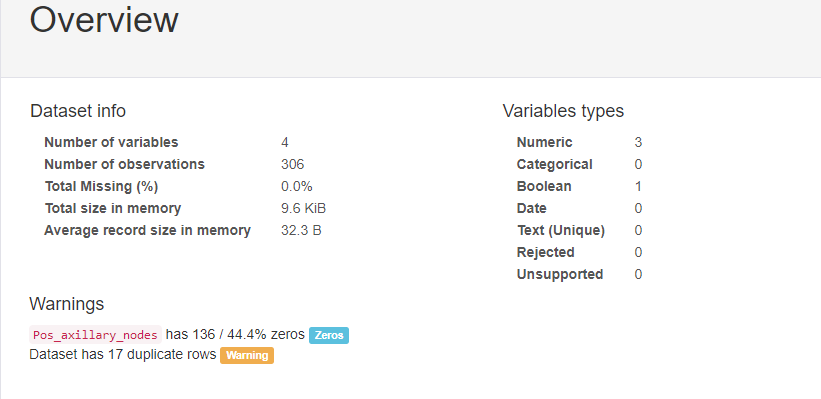 Overview
Dataset info
Number of variables 4
Number of observations 306
Total Missing (%) 0.0%
Total size in memory 9.6 KiB
Average record size in memory 32.3 B
Variables types
Numeric 3
Categorical 0
Boolean 1
Date 0
Text (Unique) 0
Rejected 0
Unsupported 0
Warnings
Pos_axillary_nodes has 136 / 44.4% zeros Zeros
Dataset has 17 duplicate rows Warning